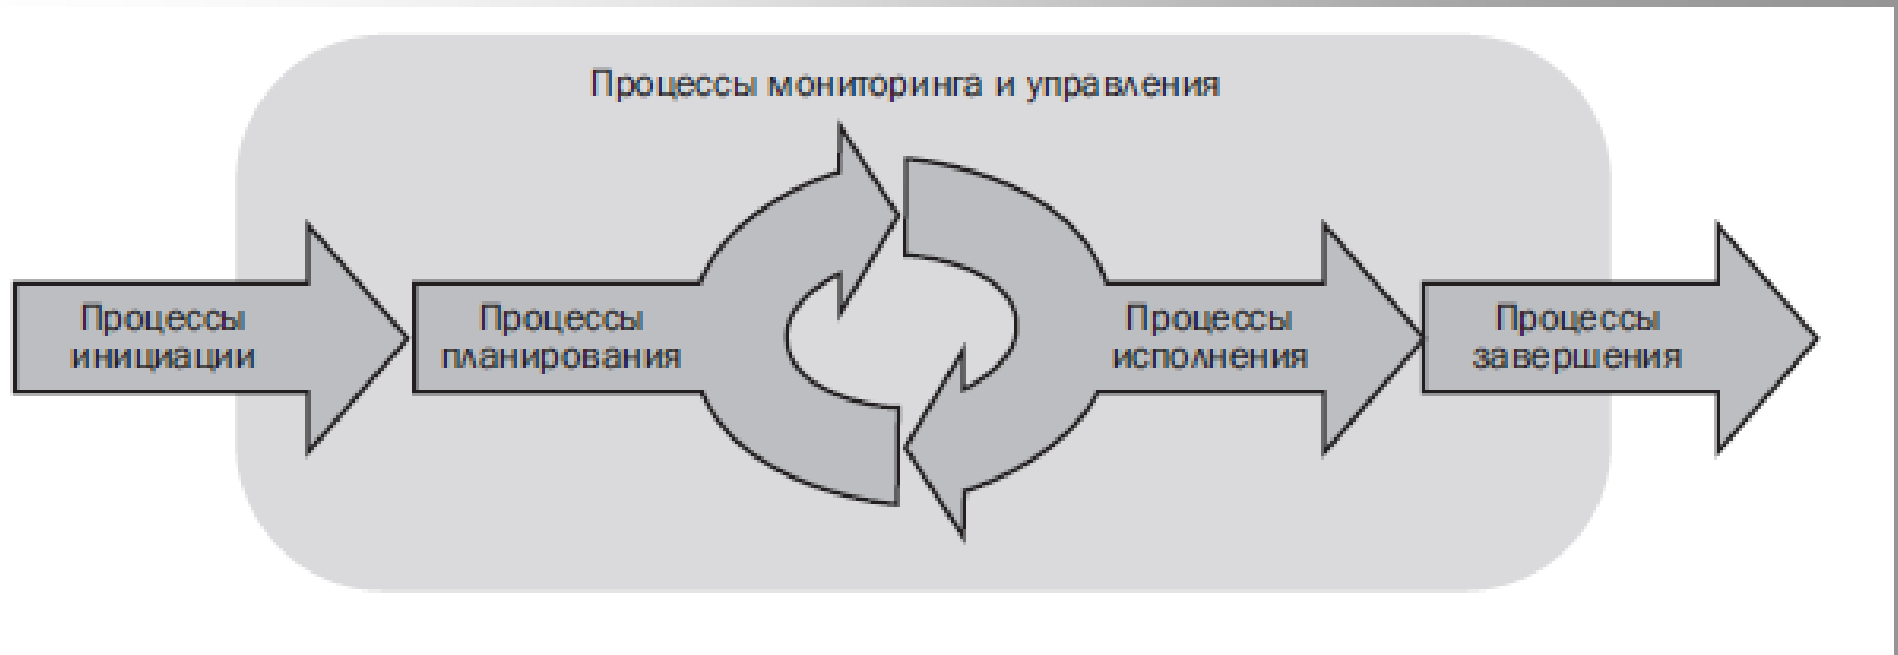 Процессы мониторинга и управления
Процессы
инициации
Процессы
планирования
Процессы
исполнения
Процессы
завершения